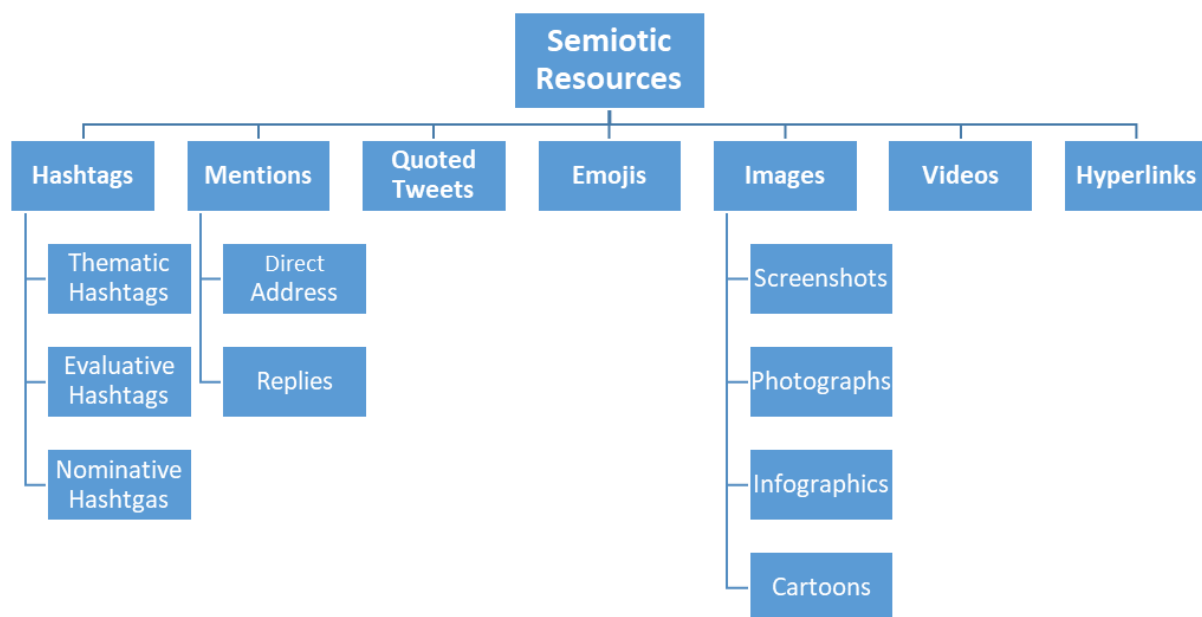 Semiotic
Resources
Hashtags
Mentions
Quoted
Tweets
Emojis
Images
Videos
Hyperlinks
Thematic
Hashtags
Evaluative
Hashtags
Nominative
Hashtgas
Direct
Address
Replies
Screenshots
Photographs
Infographics
Cartoons